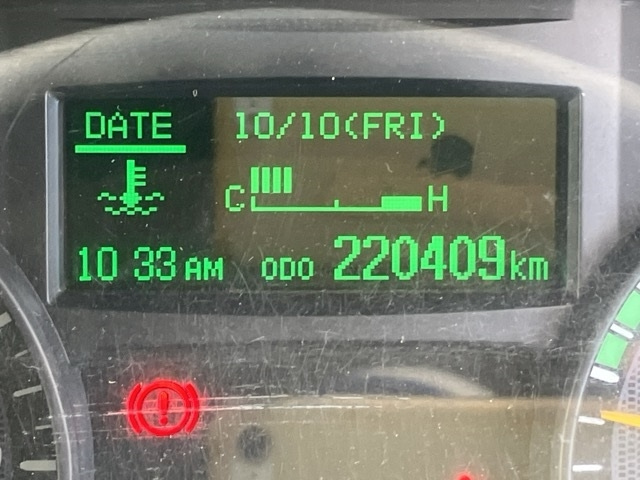 DATE 10/10(FRI)
C H
10 33 AM ODO 220409km